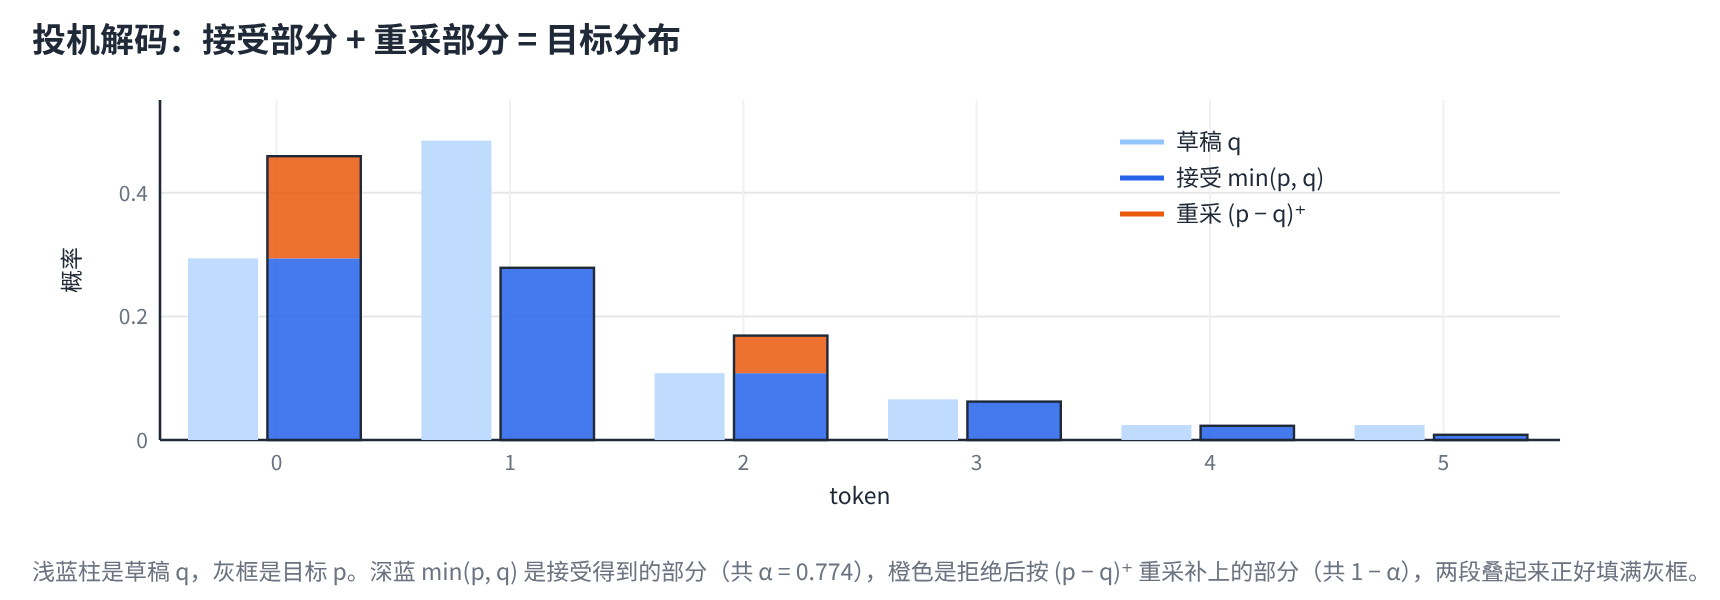 投机解码：接受部分 + 重采部分 = 目标分布
草稿 q
接受 min(p, q)
重采 (p − q)⁺
概率
0.4
0.2
0
0 1 2 3 4 5
token
浅蓝柱是草稿 q，灰框是目标 p。深蓝 min(p, q) 是接受得到的部分（共 α = 0.774），橙色是拒绝后按 (p − q)⁺ 重采补上的部分（共 1 − α），两段叠起来正好填满灰框。